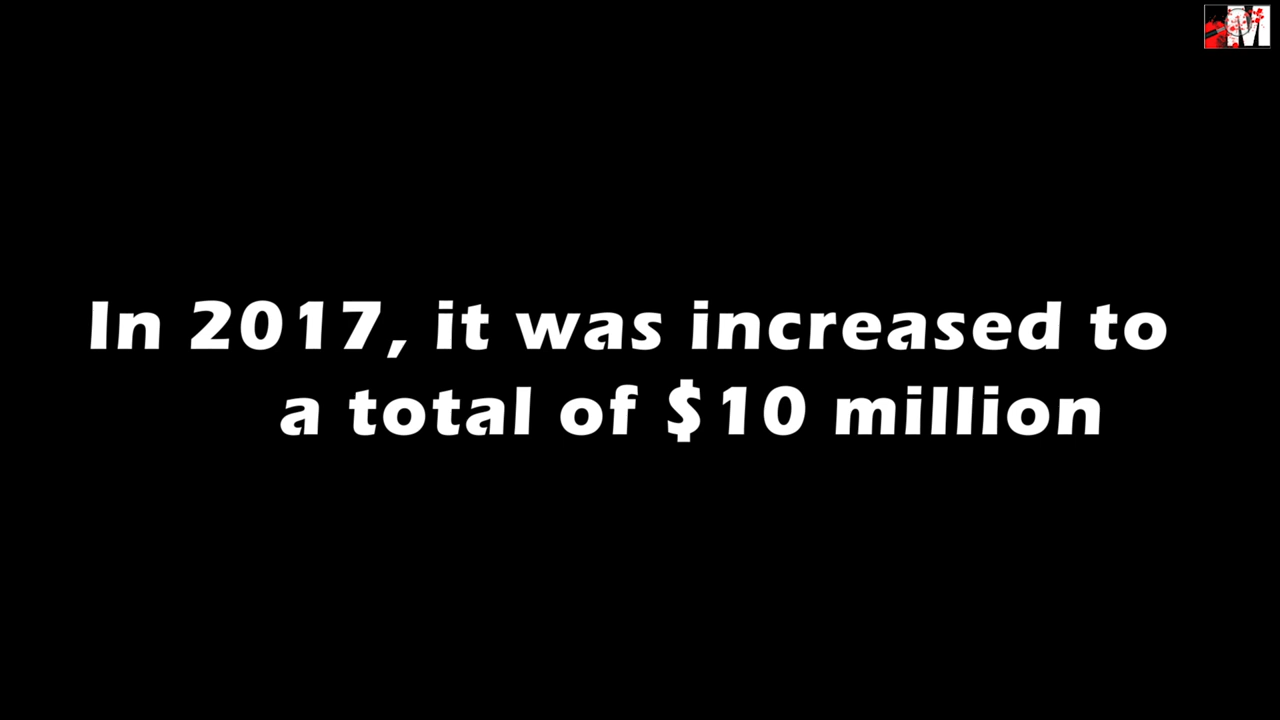 In 2017, it was increased to
a total of $10 million
M